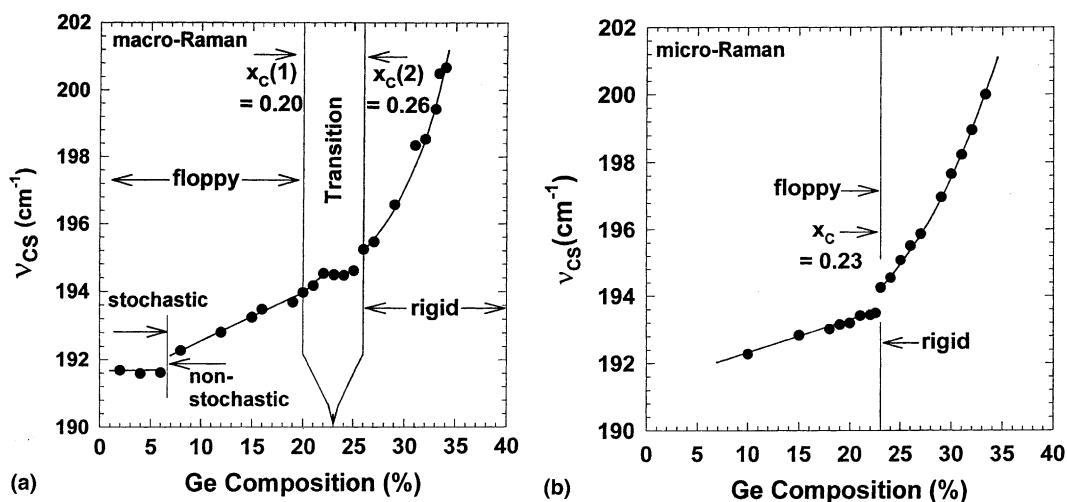 macro-Raman
x_C(1)
= 0.20
x_C(2)
= 0.26
Transition
floppy
stochastic
non-
stochastic
rigid
202
200
198
196
194
192
190
ν_CS (cm⁻¹)
0 5 10 15 20 25 30 35 40
(a)
Ge Composition (%)
micro-Raman
floppy
x_C
= 0.23
rigid
202
200
198
196
194
192
190
ν_CS(cm⁻¹)
0 5 10 15 20 25 30 35 40
(b)
Ge Composition (%)